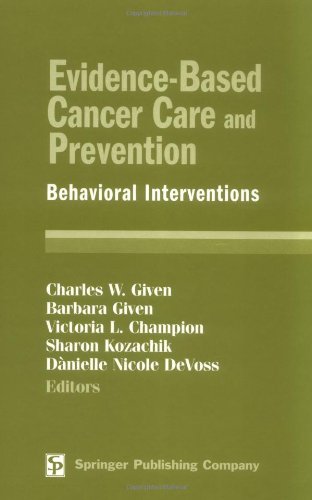 Evidence-Based
Cancer Care and
Prevention
Behavioral Interventions
Charles W. Given
Barbara Given
Victoria L. Champion
Sharon Kozachik
Dànielle Nicole DeVoss
Editors
SP Springer Publishing Company